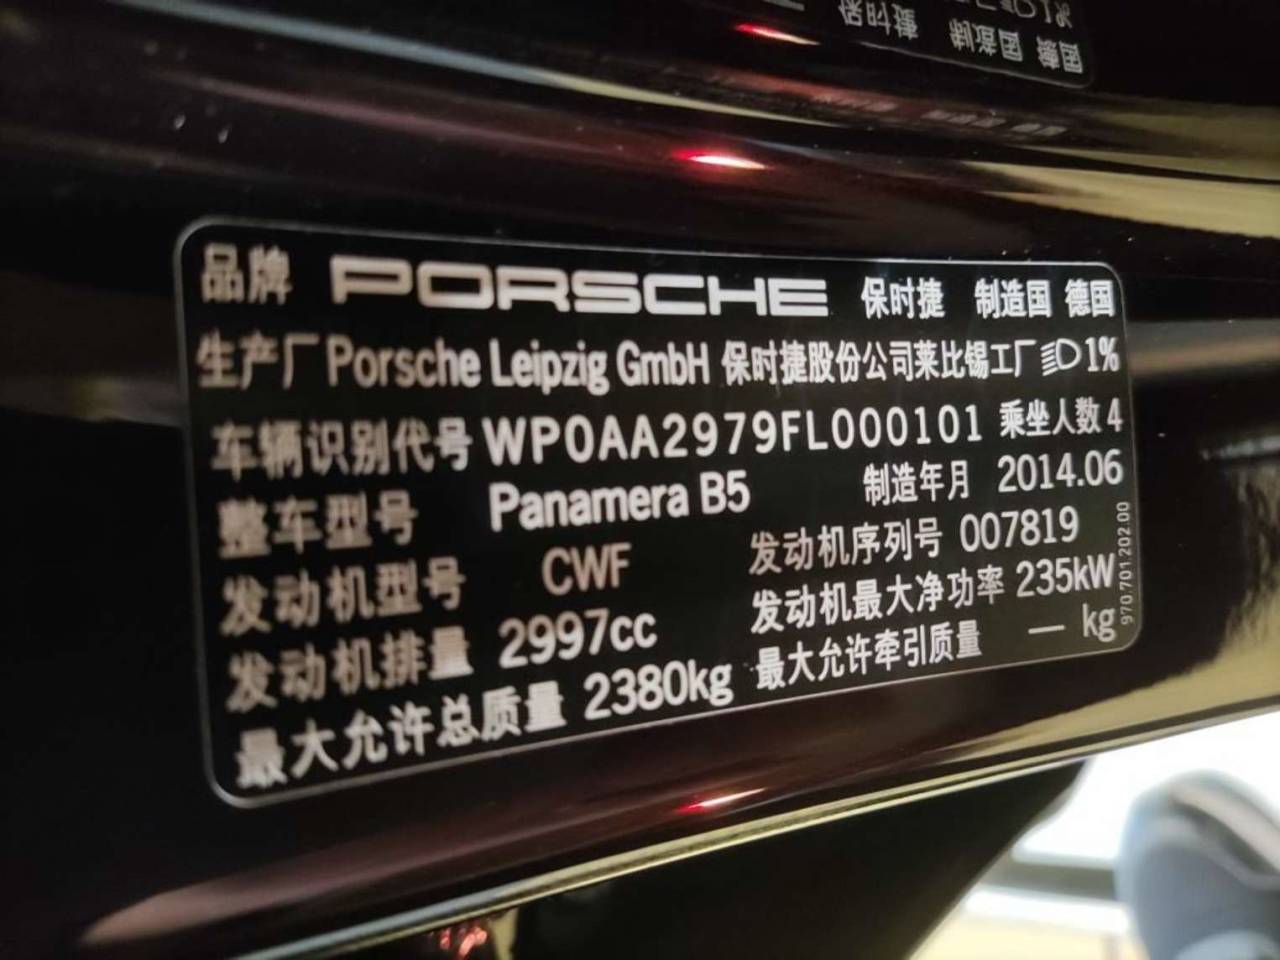 品牌 PORSCHE 保时捷 制造国 德国
生产厂 Porsche Leipzig GmbH 保时捷股份公司莱比锡工厂 1%
车辆识别代号 WP0AA2979FL000101 乘坐人数 4
整车型号 Panamera B5 制造年月 2014.06
发动机型号 CWF 发动机序列号 007819
发动机排量 2997cc 发动机最大净功率 235kW
最大允许总质量 2380kg 最大允许牵引质量 — kg
970.701.202.00